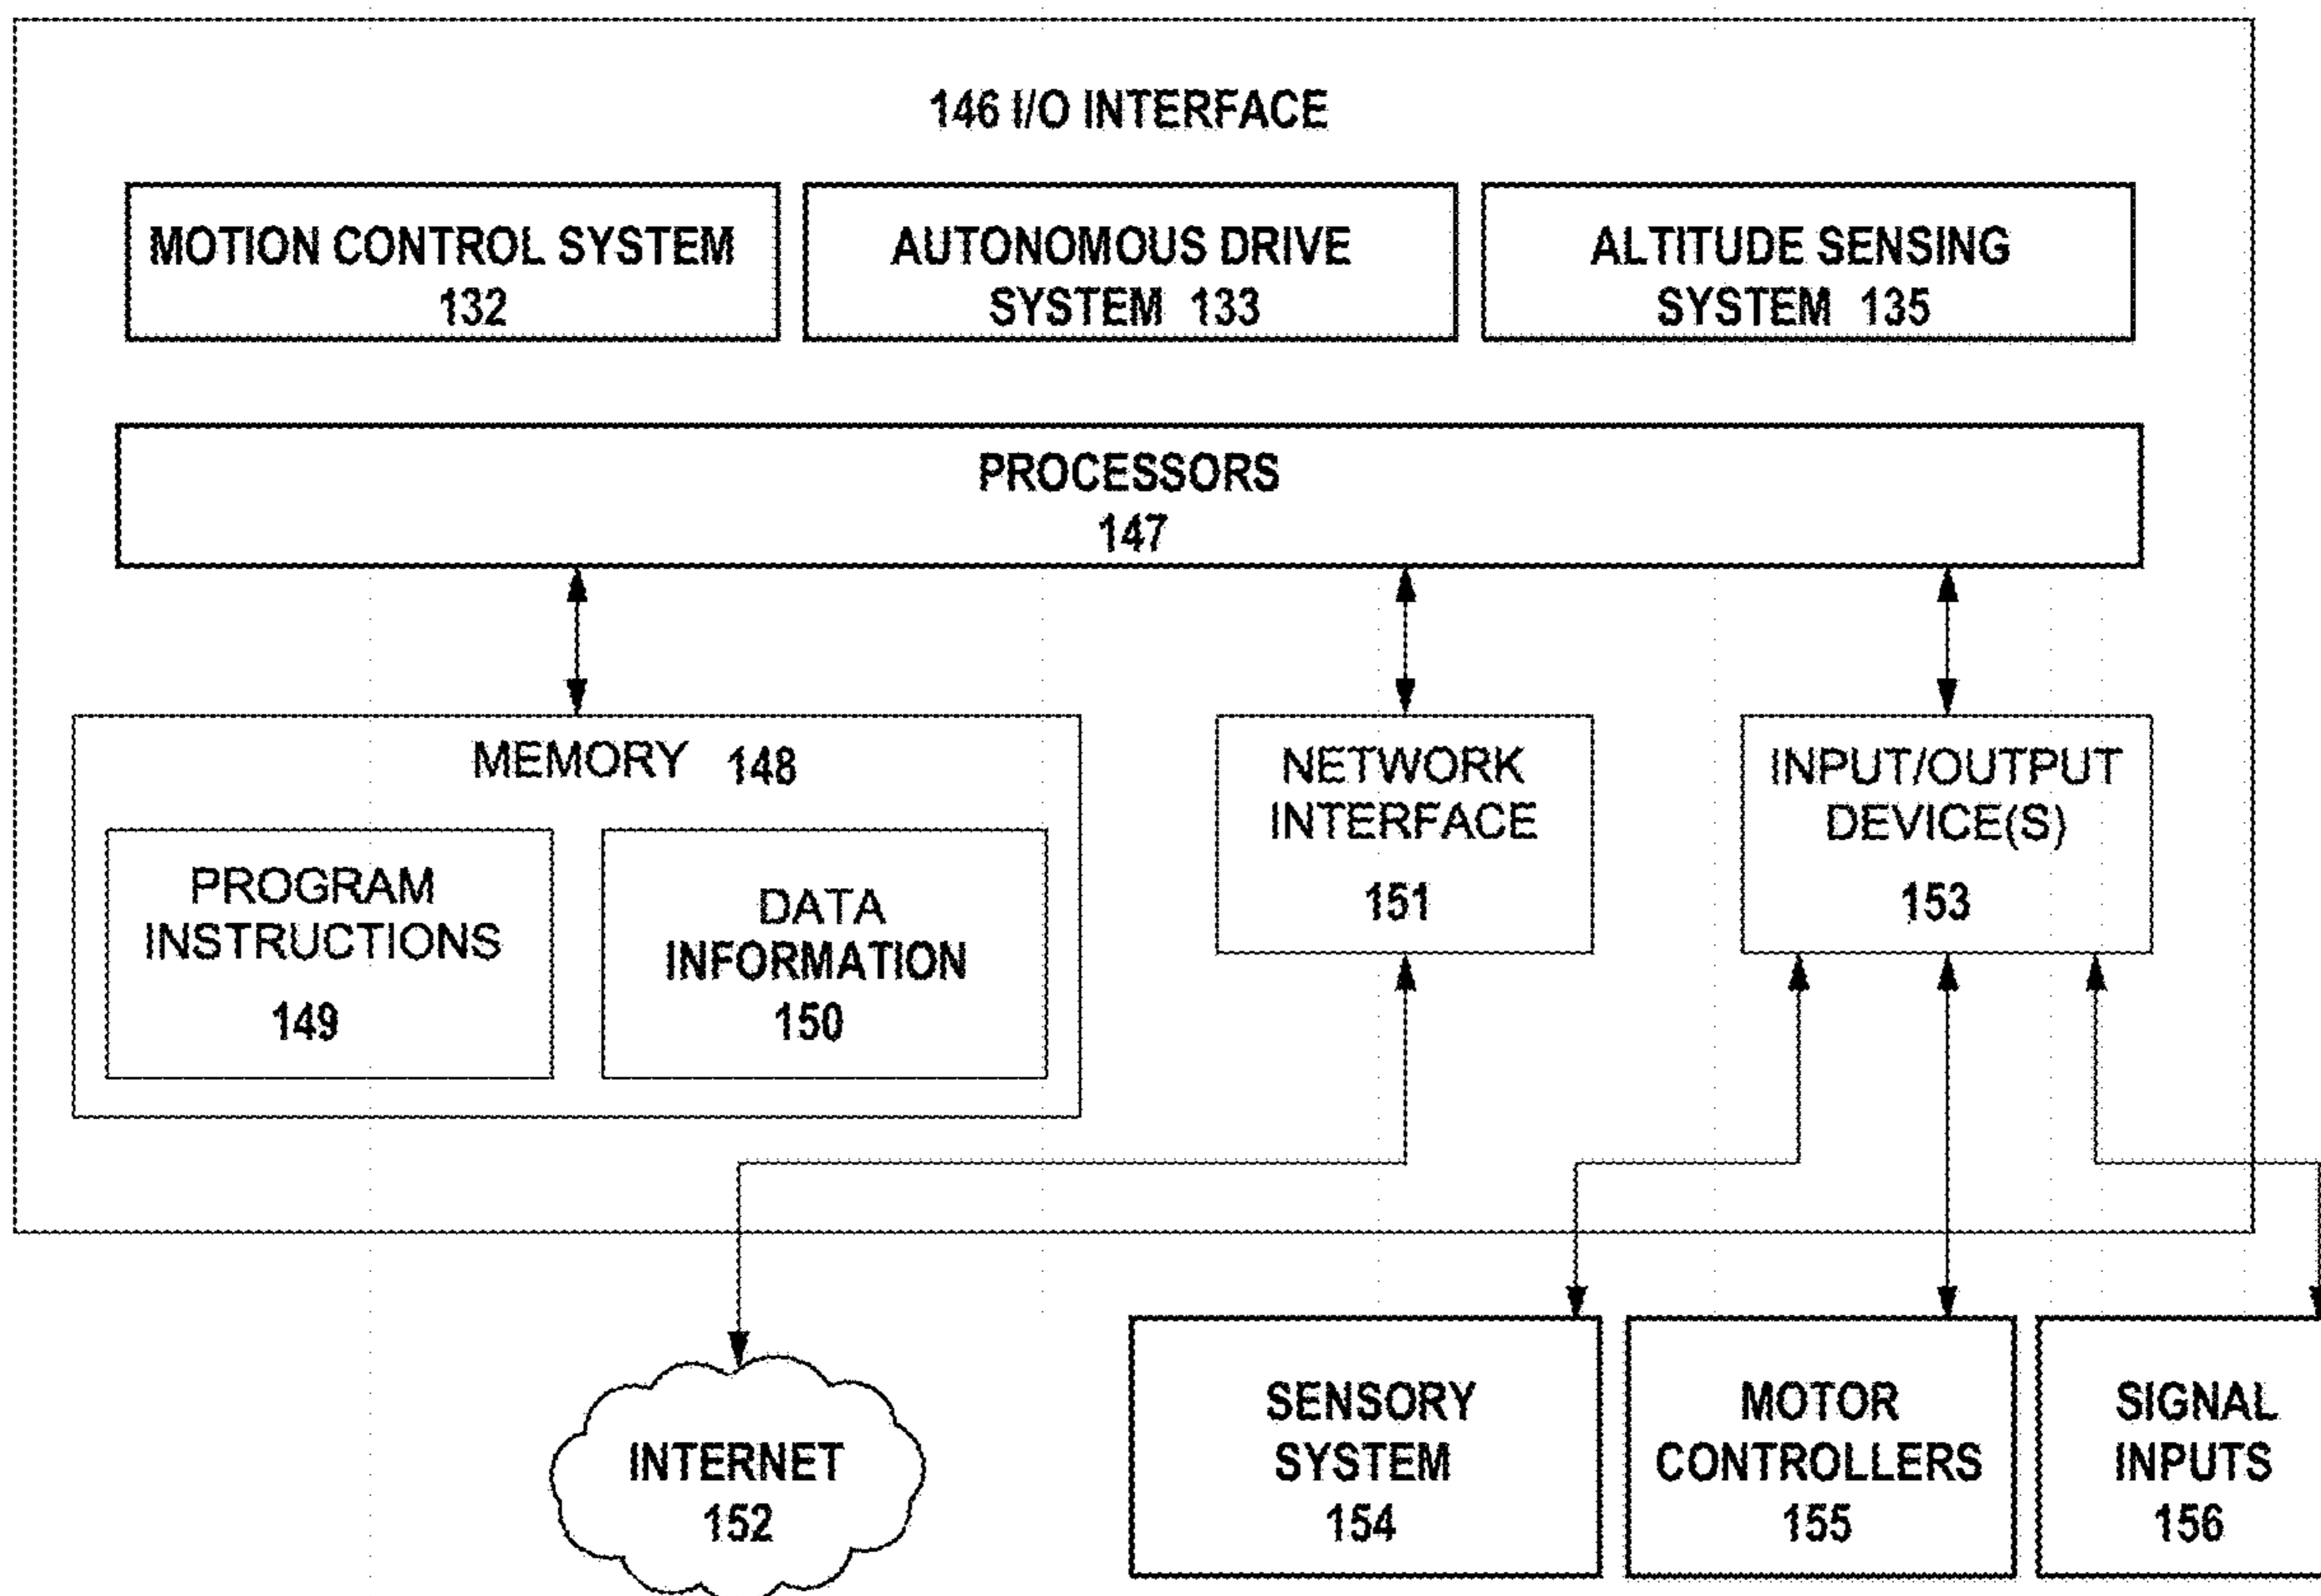 146 I/O INTERFACE
MOTION CONTROL SYSTEM
132
AUTONOMOUS DRIVE
SYSTEM 133
ALTITUDE SENSING
SYSTEM 135
PROCESSORS
147
MEMORY 148
PROGRAM
INSTRUCTIONS
149
DATA
INFORMATION
150
NETWORK
INTERFACE
151
INPUT/OUTPUT
DEVICE(S)
153
INTERNET
152
SENSORY
SYSTEM
154
MOTOR
CONTROLLERS
155
SIGNAL
INPUTS
156